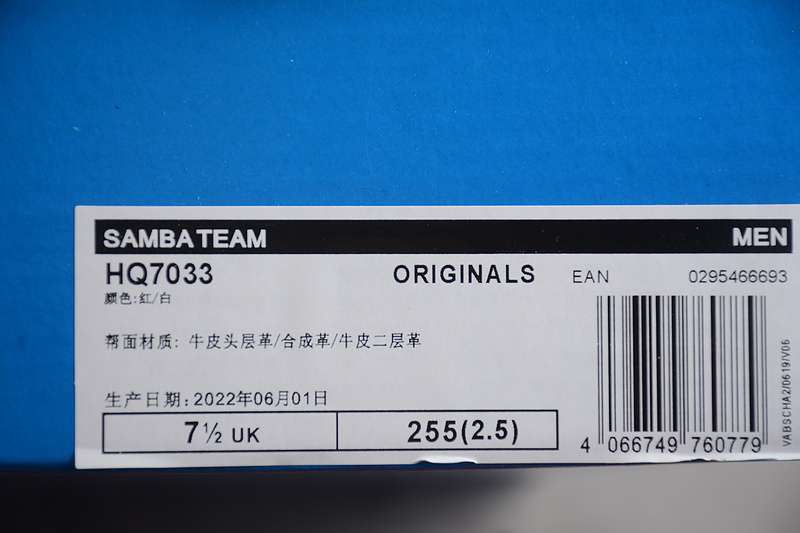 SAMBA TEAM MEN
HQ7033 ORIGINALS EAN 0295466693
颜色:红/白
帮面材质: 牛皮头层革/合成革/牛皮二层革
生产日期:2022年06月01日
7½ UK 255(2.5)
4 066749 760779
VABSCHA2/0619/V06